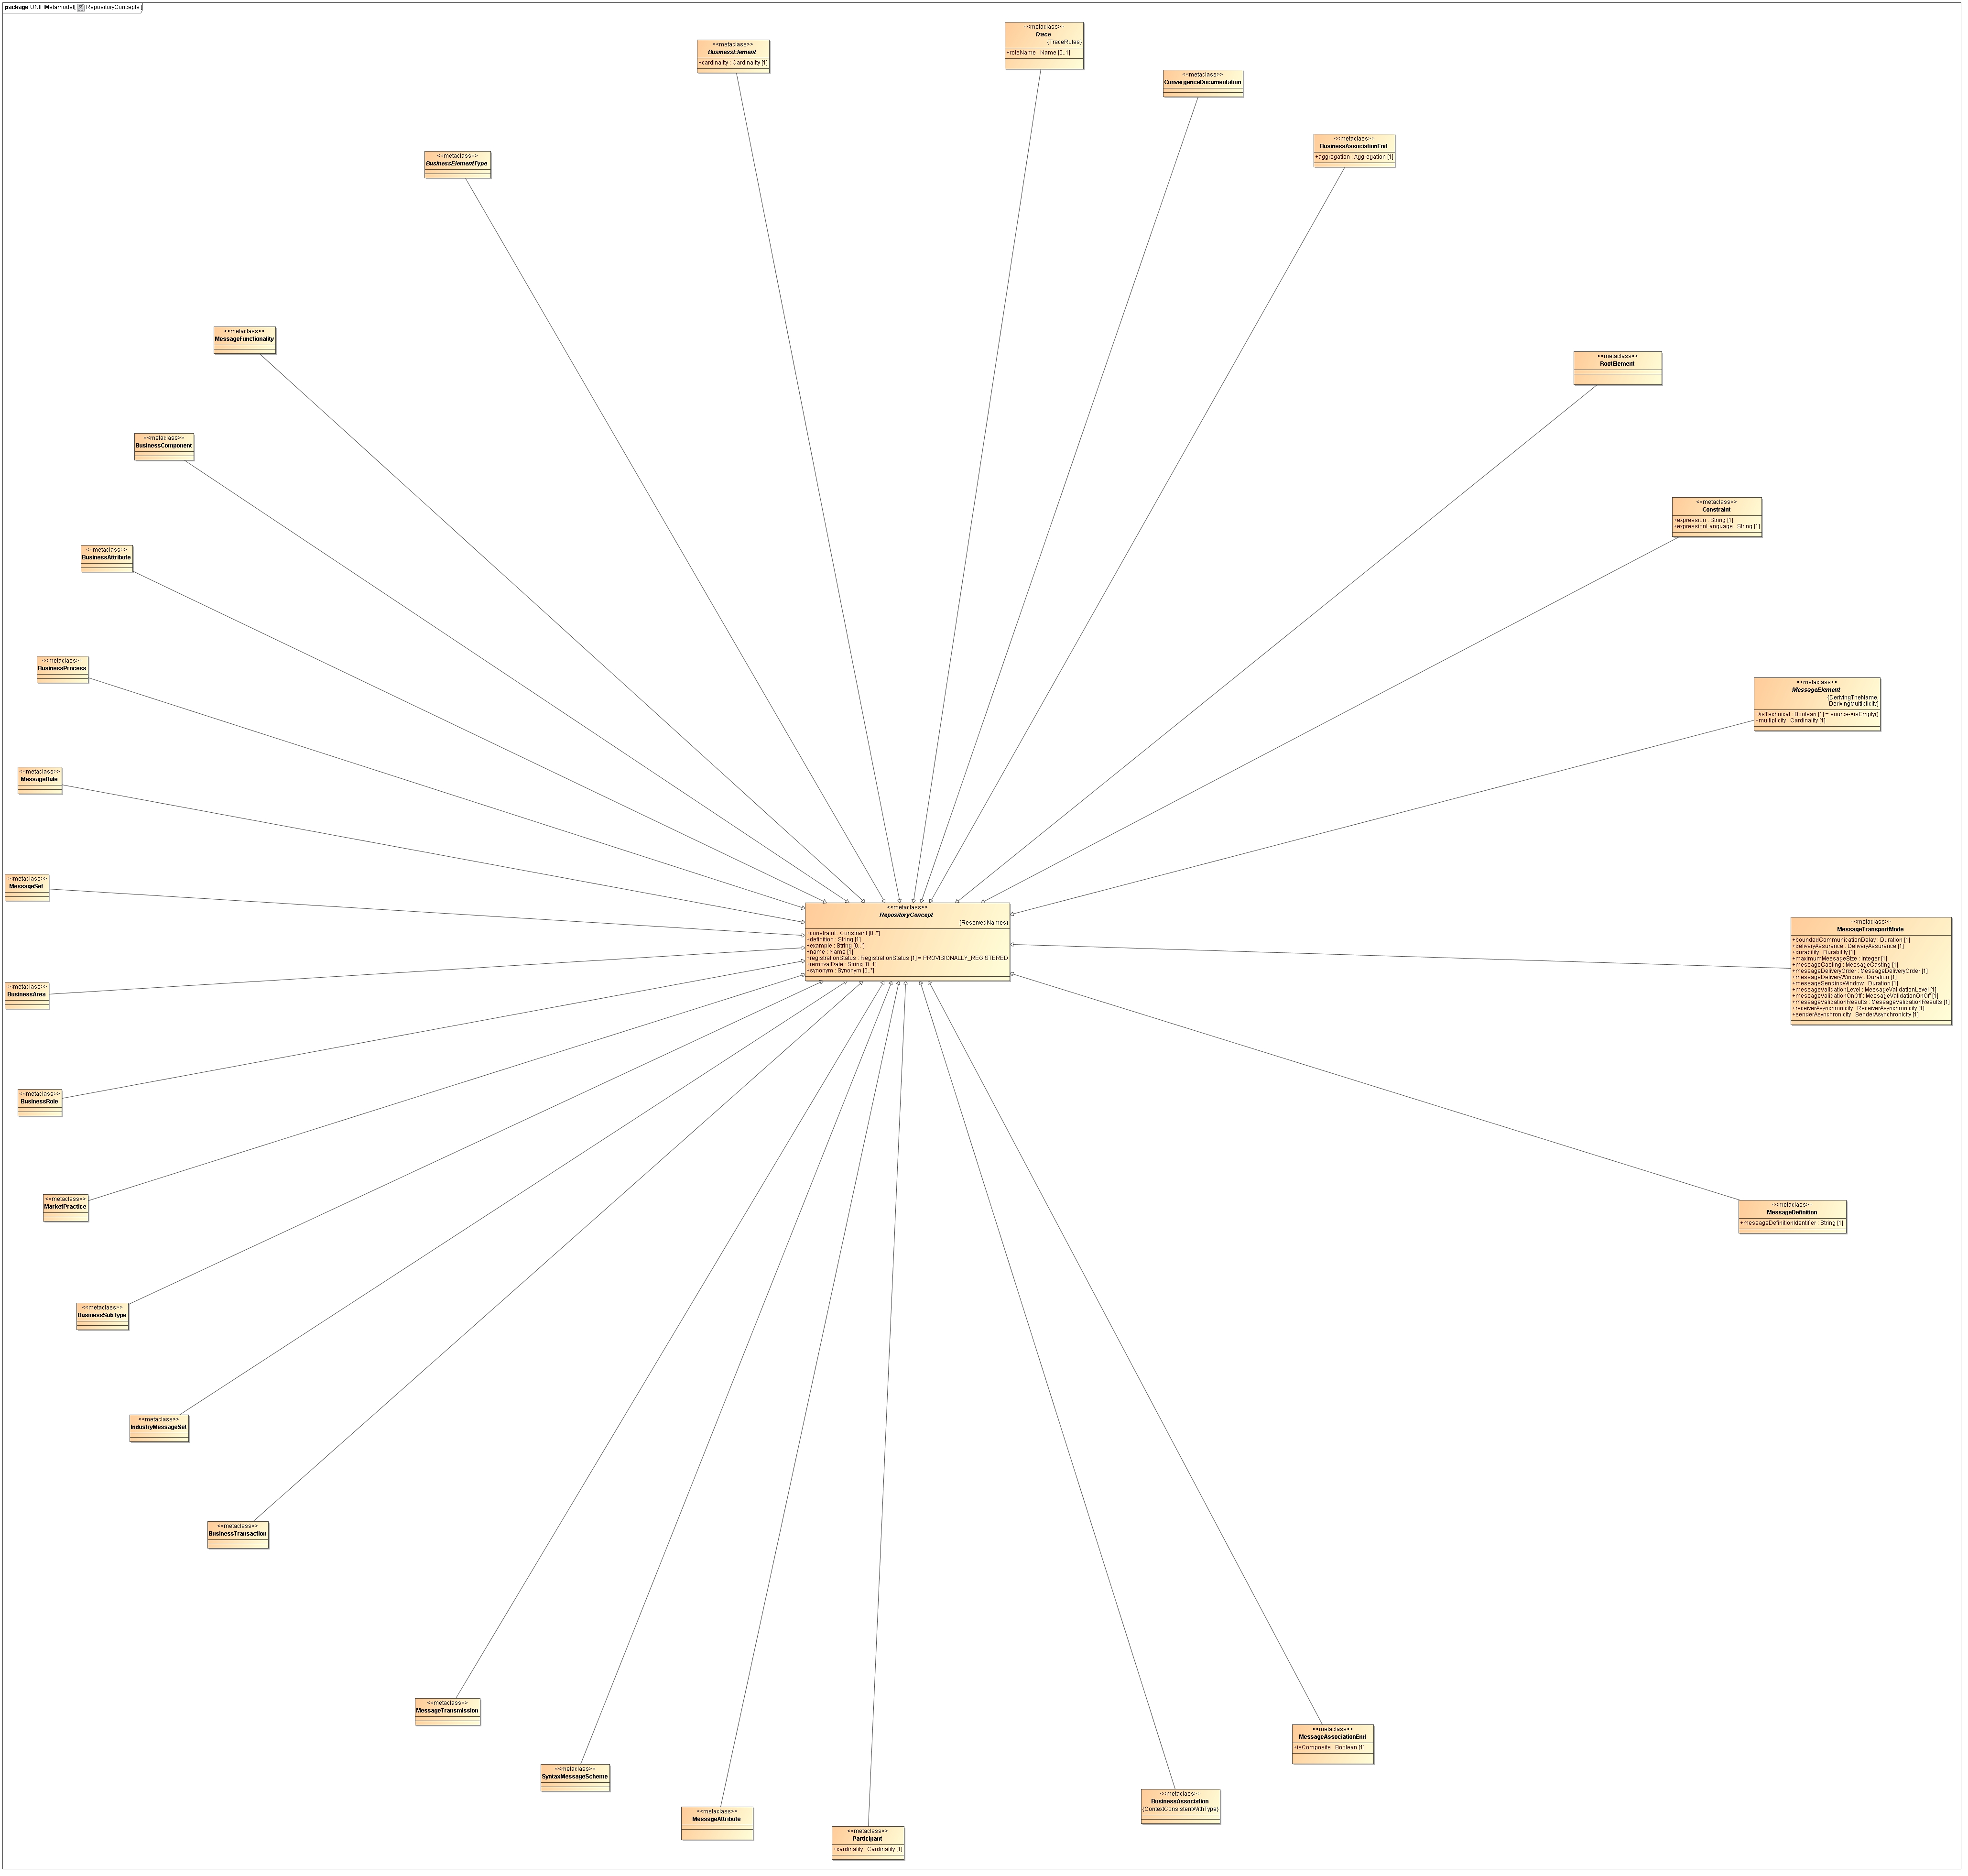 package UNIFIMetamodel[ RepositoryConcepts ]
<<metaclass>>
Trace
{TraceRules}
+roleName : Name [0..1]
<<metaclass>>
BusinessElement
+cardinality : Cardinality [1]
<<metaclass>>
ConvergenceDocumentation
<<metaclass>>
BusinessAssociationEnd
+aggregation : Aggregation [1]
<<metaclass>>
BusinessElementType
<<metaclass>>
MessageFunctionality
<<metaclass>>
RootElement
<<metaclass>>
BusinessComponent
<<metaclass>>
Constraint
+expression : String [1]
+expressionLanguage : String [1]
<<metaclass>>
BusinessAttribute
<<metaclass>>
BusinessProcess
<<metaclass>>
MessageElement
{DerivingTheName,
DerivingMultiplicity}
+/isTechnical : Boolean [1] = source->isEmpty()
+multiplicity : Cardinality [1]
<<metaclass>>
MessageRule
<<metaclass>>
MessageSet
<<metaclass>>
RepositoryConcept
{ReservedNames}
+constraint : Constraint [0..*]
+definition : String [1]
+example : String [0..*]
+name : Name [1]
+registrationStatus : RegistrationStatus [1] = PROVISIONALLY_REGISTERED
+removalDate : String [0..1]
+synonym : Synonym [0..*]
<<metaclass>>
MessageTransportMode
+boundedCommunicationDelay : Duration [1]
+deliveryAssurance : DeliveryAssurance [1]
+durability : Durability [1]
+maximumMessageSize : Integer [1]
+messageCasting : MessageCasting [1]
+messageDeliveryOrder : MessageDeliveryOrder [1]
+messageDeliveryWindow : Duration [1]
+messageSendingWindow : Duration [1]
+messageValidationLevel : MessageValidationLevel [1]
+messageValidationOnOff : MessageValidationOnOff [1]
+messageValidationResults : MessageValidationResults [1]
+receiverAsynchronicity : ReceiverAsynchronicity [1]
+senderAsynchronicity : SenderAsynchronicity [1]
<<metaclass>>
BusinessArea
<<metaclass>>
BusinessRole
<<metaclass>>
MarketPractice
<<metaclass>>
MessageDefinition
+messageDefinitionIdentifier : String [1]
<<metaclass>>
BusinessSubType
<<metaclass>>
IndustryMessageSet
<<metaclass>>
BusinessTransaction
<<metaclass>>
MessageTransmission
<<metaclass>>
MessageAssociationEnd
+isComposite : Boolean [1]
<<metaclass>>
SyntaxMessageScheme
<<metaclass>>
BusinessAssociation
{ContextConsistentWithType}
<<metaclass>>
MessageAttribute
<<metaclass>>
Participant
+cardinality : Cardinality [1]